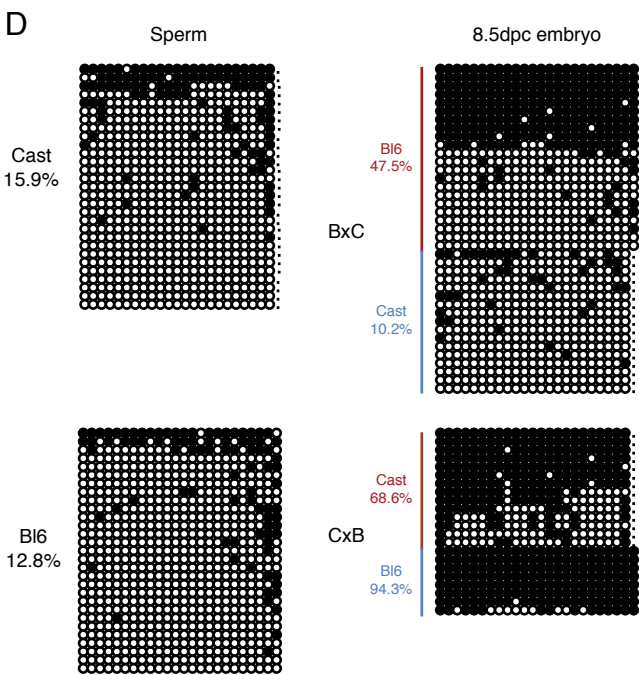 D
Sperm
8.5dpc embryo
Cast
15.9%
Bl6
47.5%
BxC
Cast
10.2%
Bl6
12.8%
Cast
68.6%
CxB
Bl6
94.3%